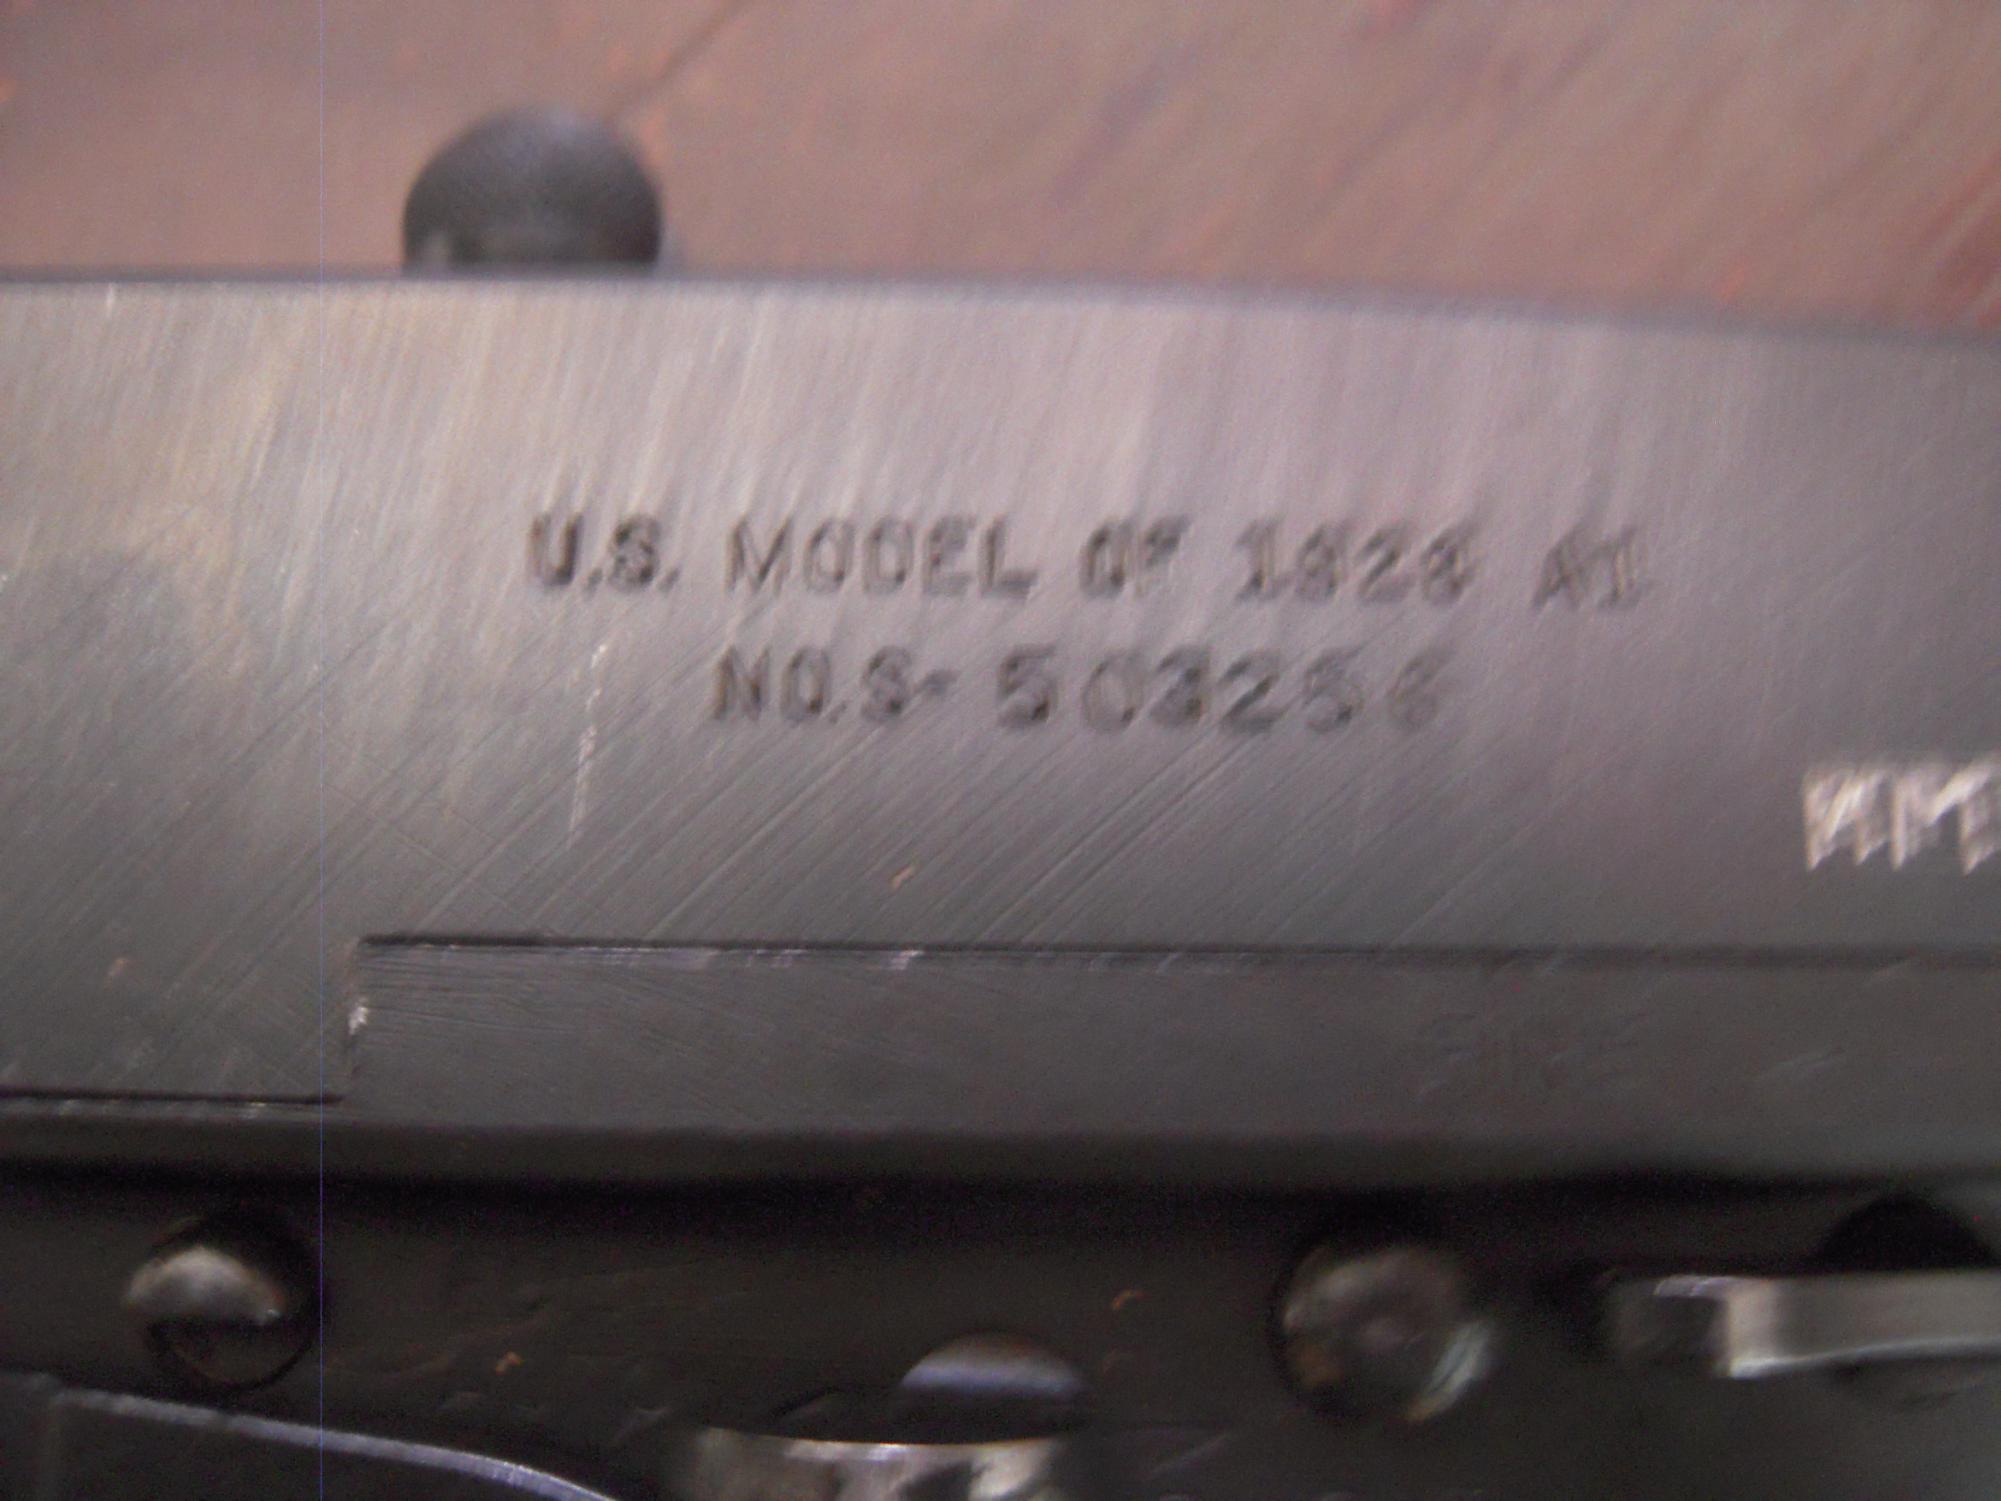 U.S. MODEL OF 1928 A1
NO.S- 503256